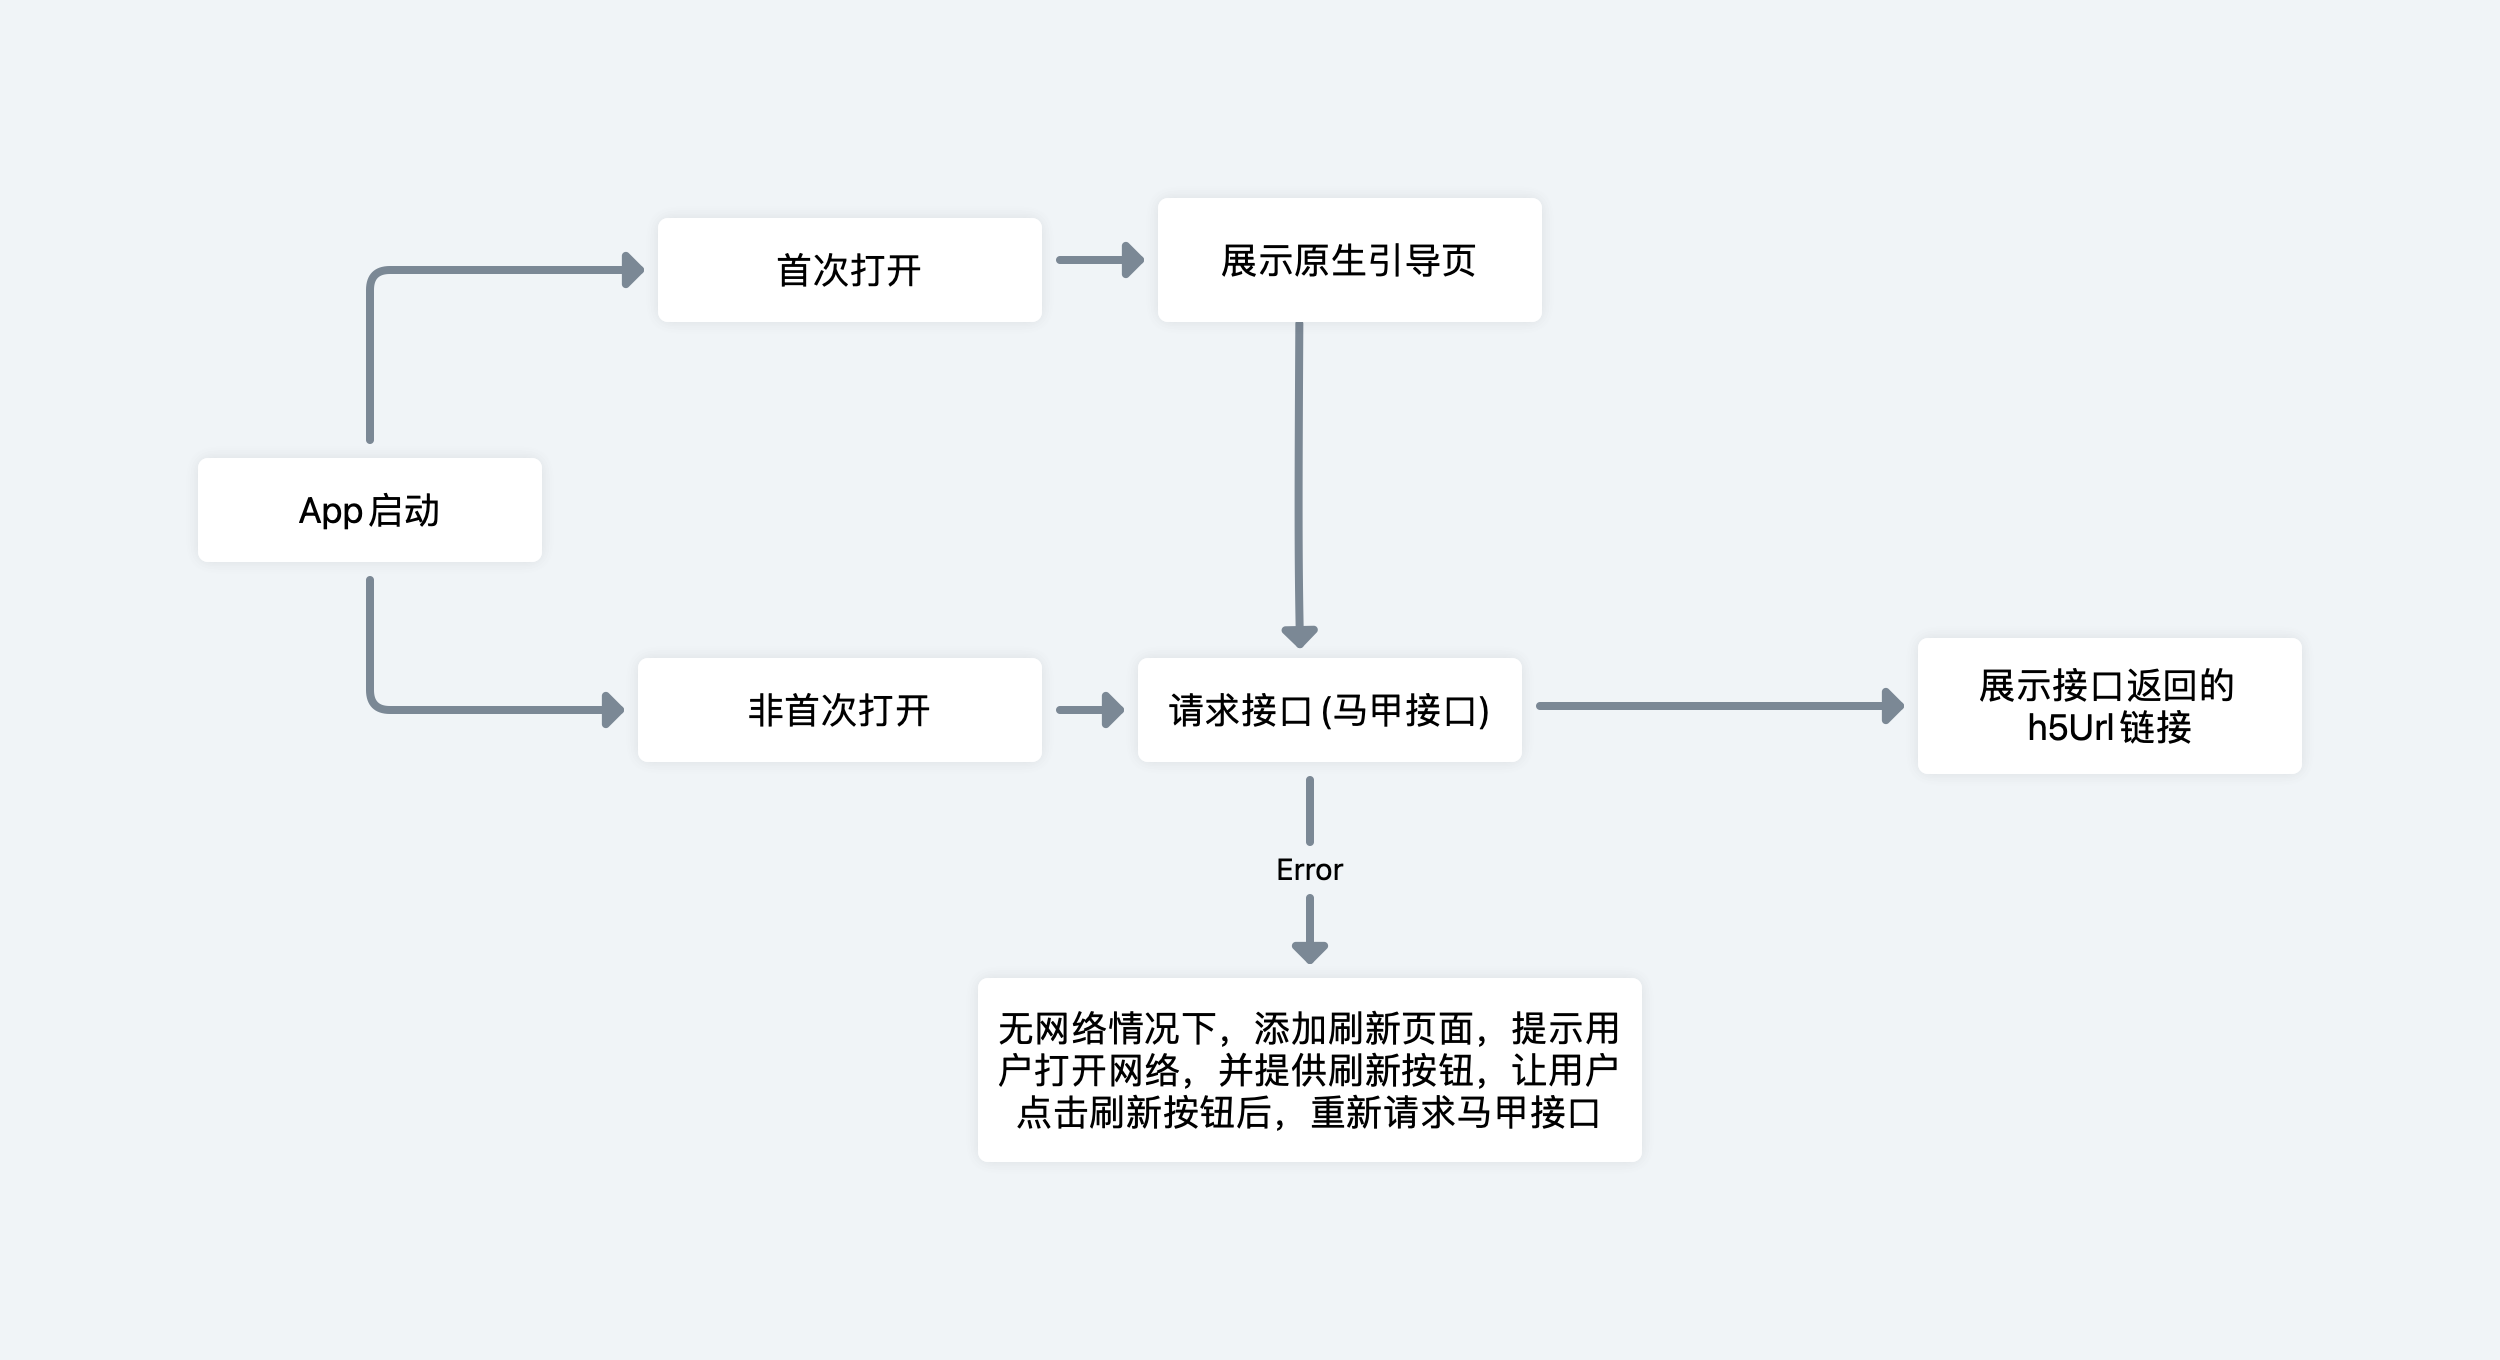 首次打开
展示原生引导页
App 启动
非首次打开
请求接口 (马甲接口)
展示接口返回的
h5Url 链接
Error
无网络情况下，添加刷新页面，提示用
户打开网络，并提供刷新按钮，让用户
点击刷新按钮后，重新请求马甲接口